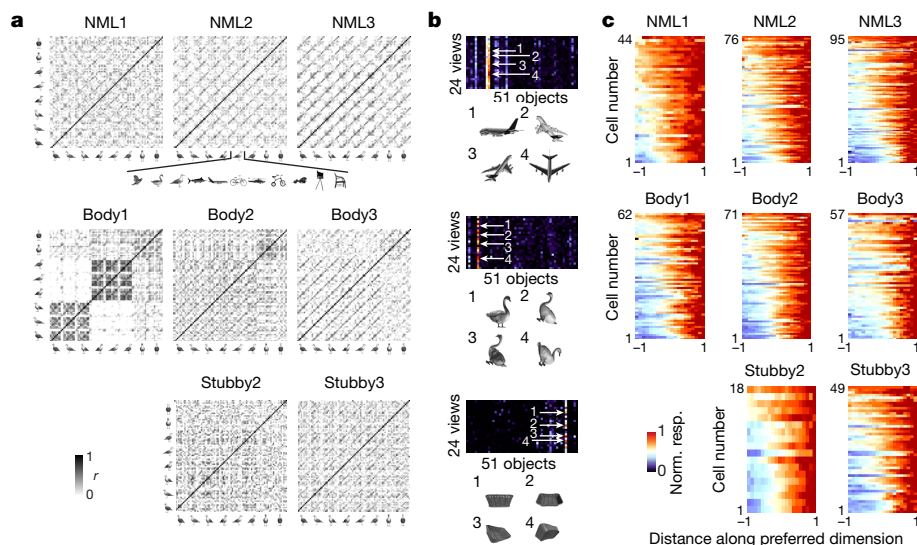 a
NML1 NML2 NML3
Body1 Body2 Body3
Stubby2 Stubby3
1
r
0
b
24 views
1
2
3
4
51 objects
1 2
3 4
24 views
1
2
3
4
51 objects
1 2
3 4
24 views
1
2
3
4
51 objects
1 2
3 4
c
NML1 NML2 NML3
44 76 95
Cell number
1 1 1
−1 1 −1 1 −1 1
Body1 Body2 Body3
62 71 57
Cell number
1 1 1
−1 1 −1 1 −1 1
Stubby2 Stubby3
18 49
1
0
Norm. resp.
Cell number
1 1
−1 1 −1 1
Distance along preferred dimension